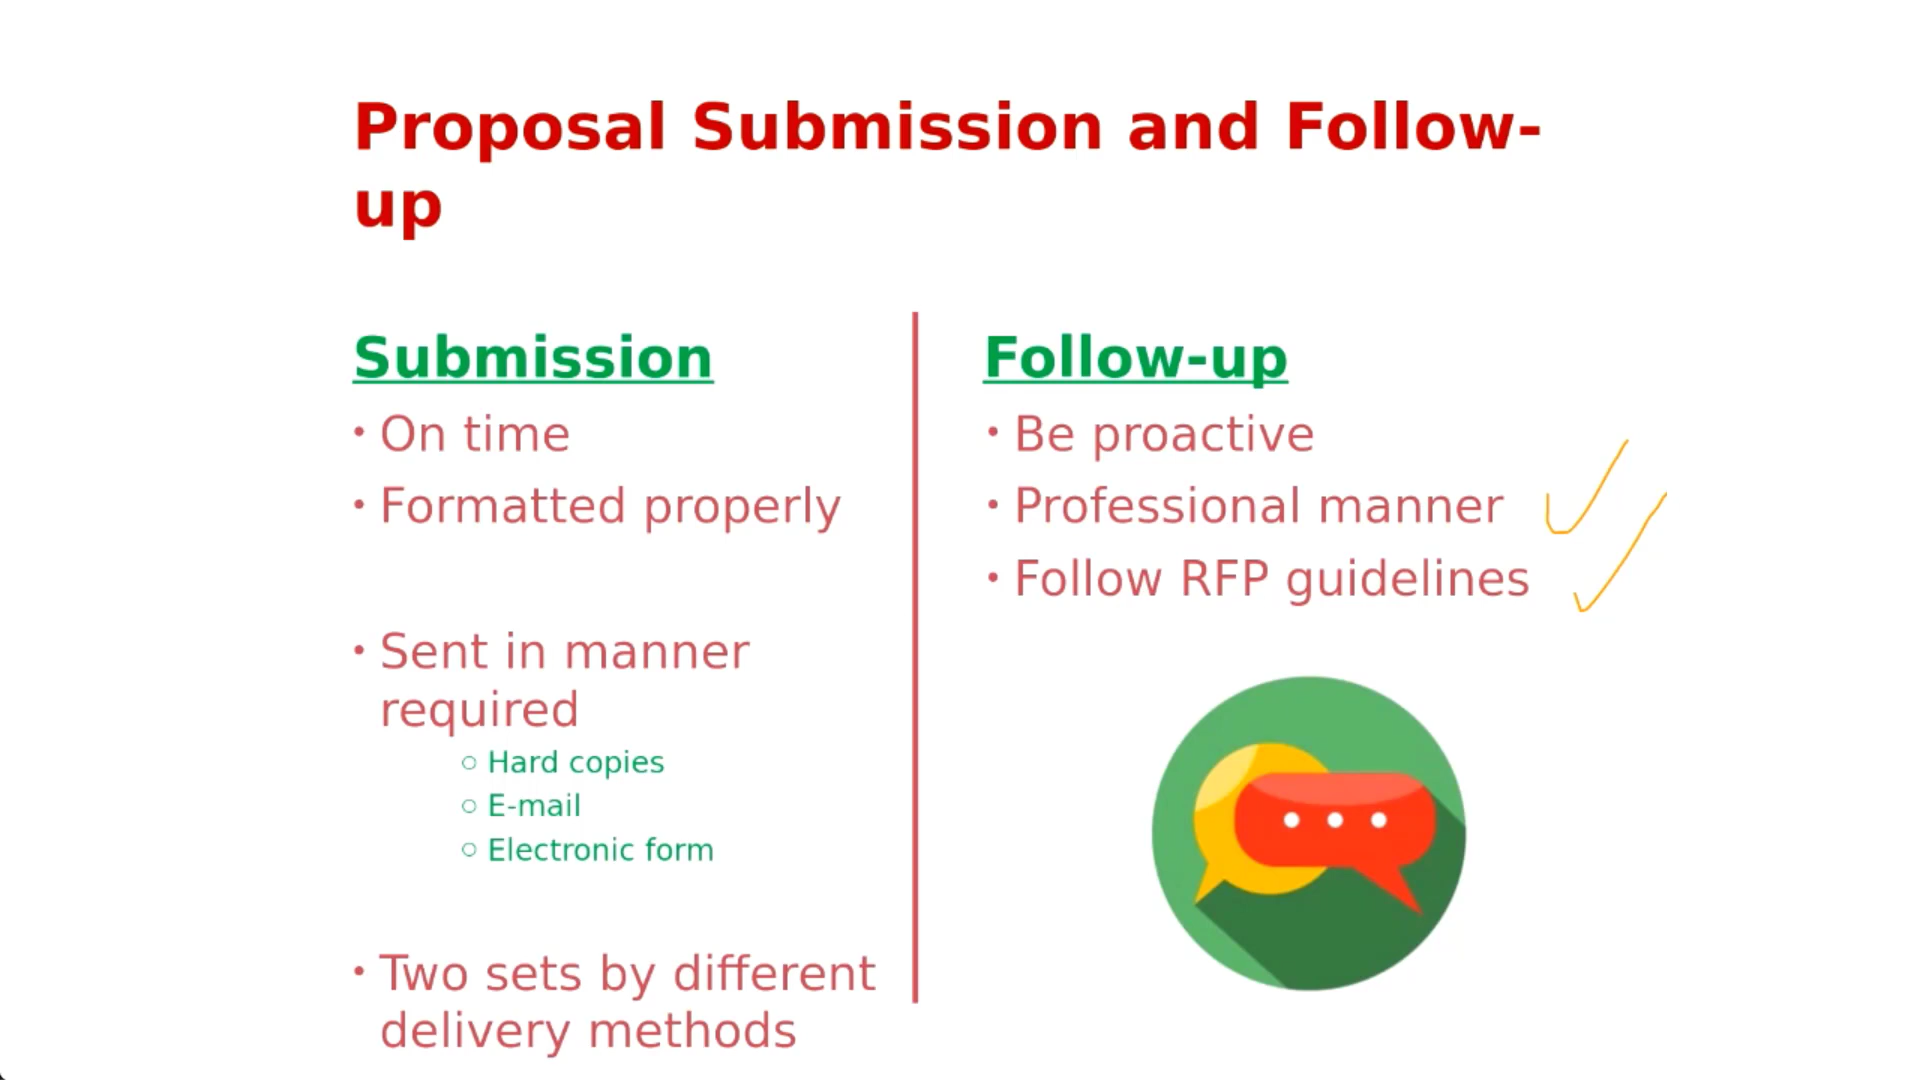 Proposal Submission and Follow-
up
Submission
• On time
• Formatted properly
• Sent in manner
required
○ Hard copies
○ E-mail
○ Electronic form
• Two sets by different
delivery methods
Follow-up
• Be proactive
• Professional manner
• Follow RFP guidelines